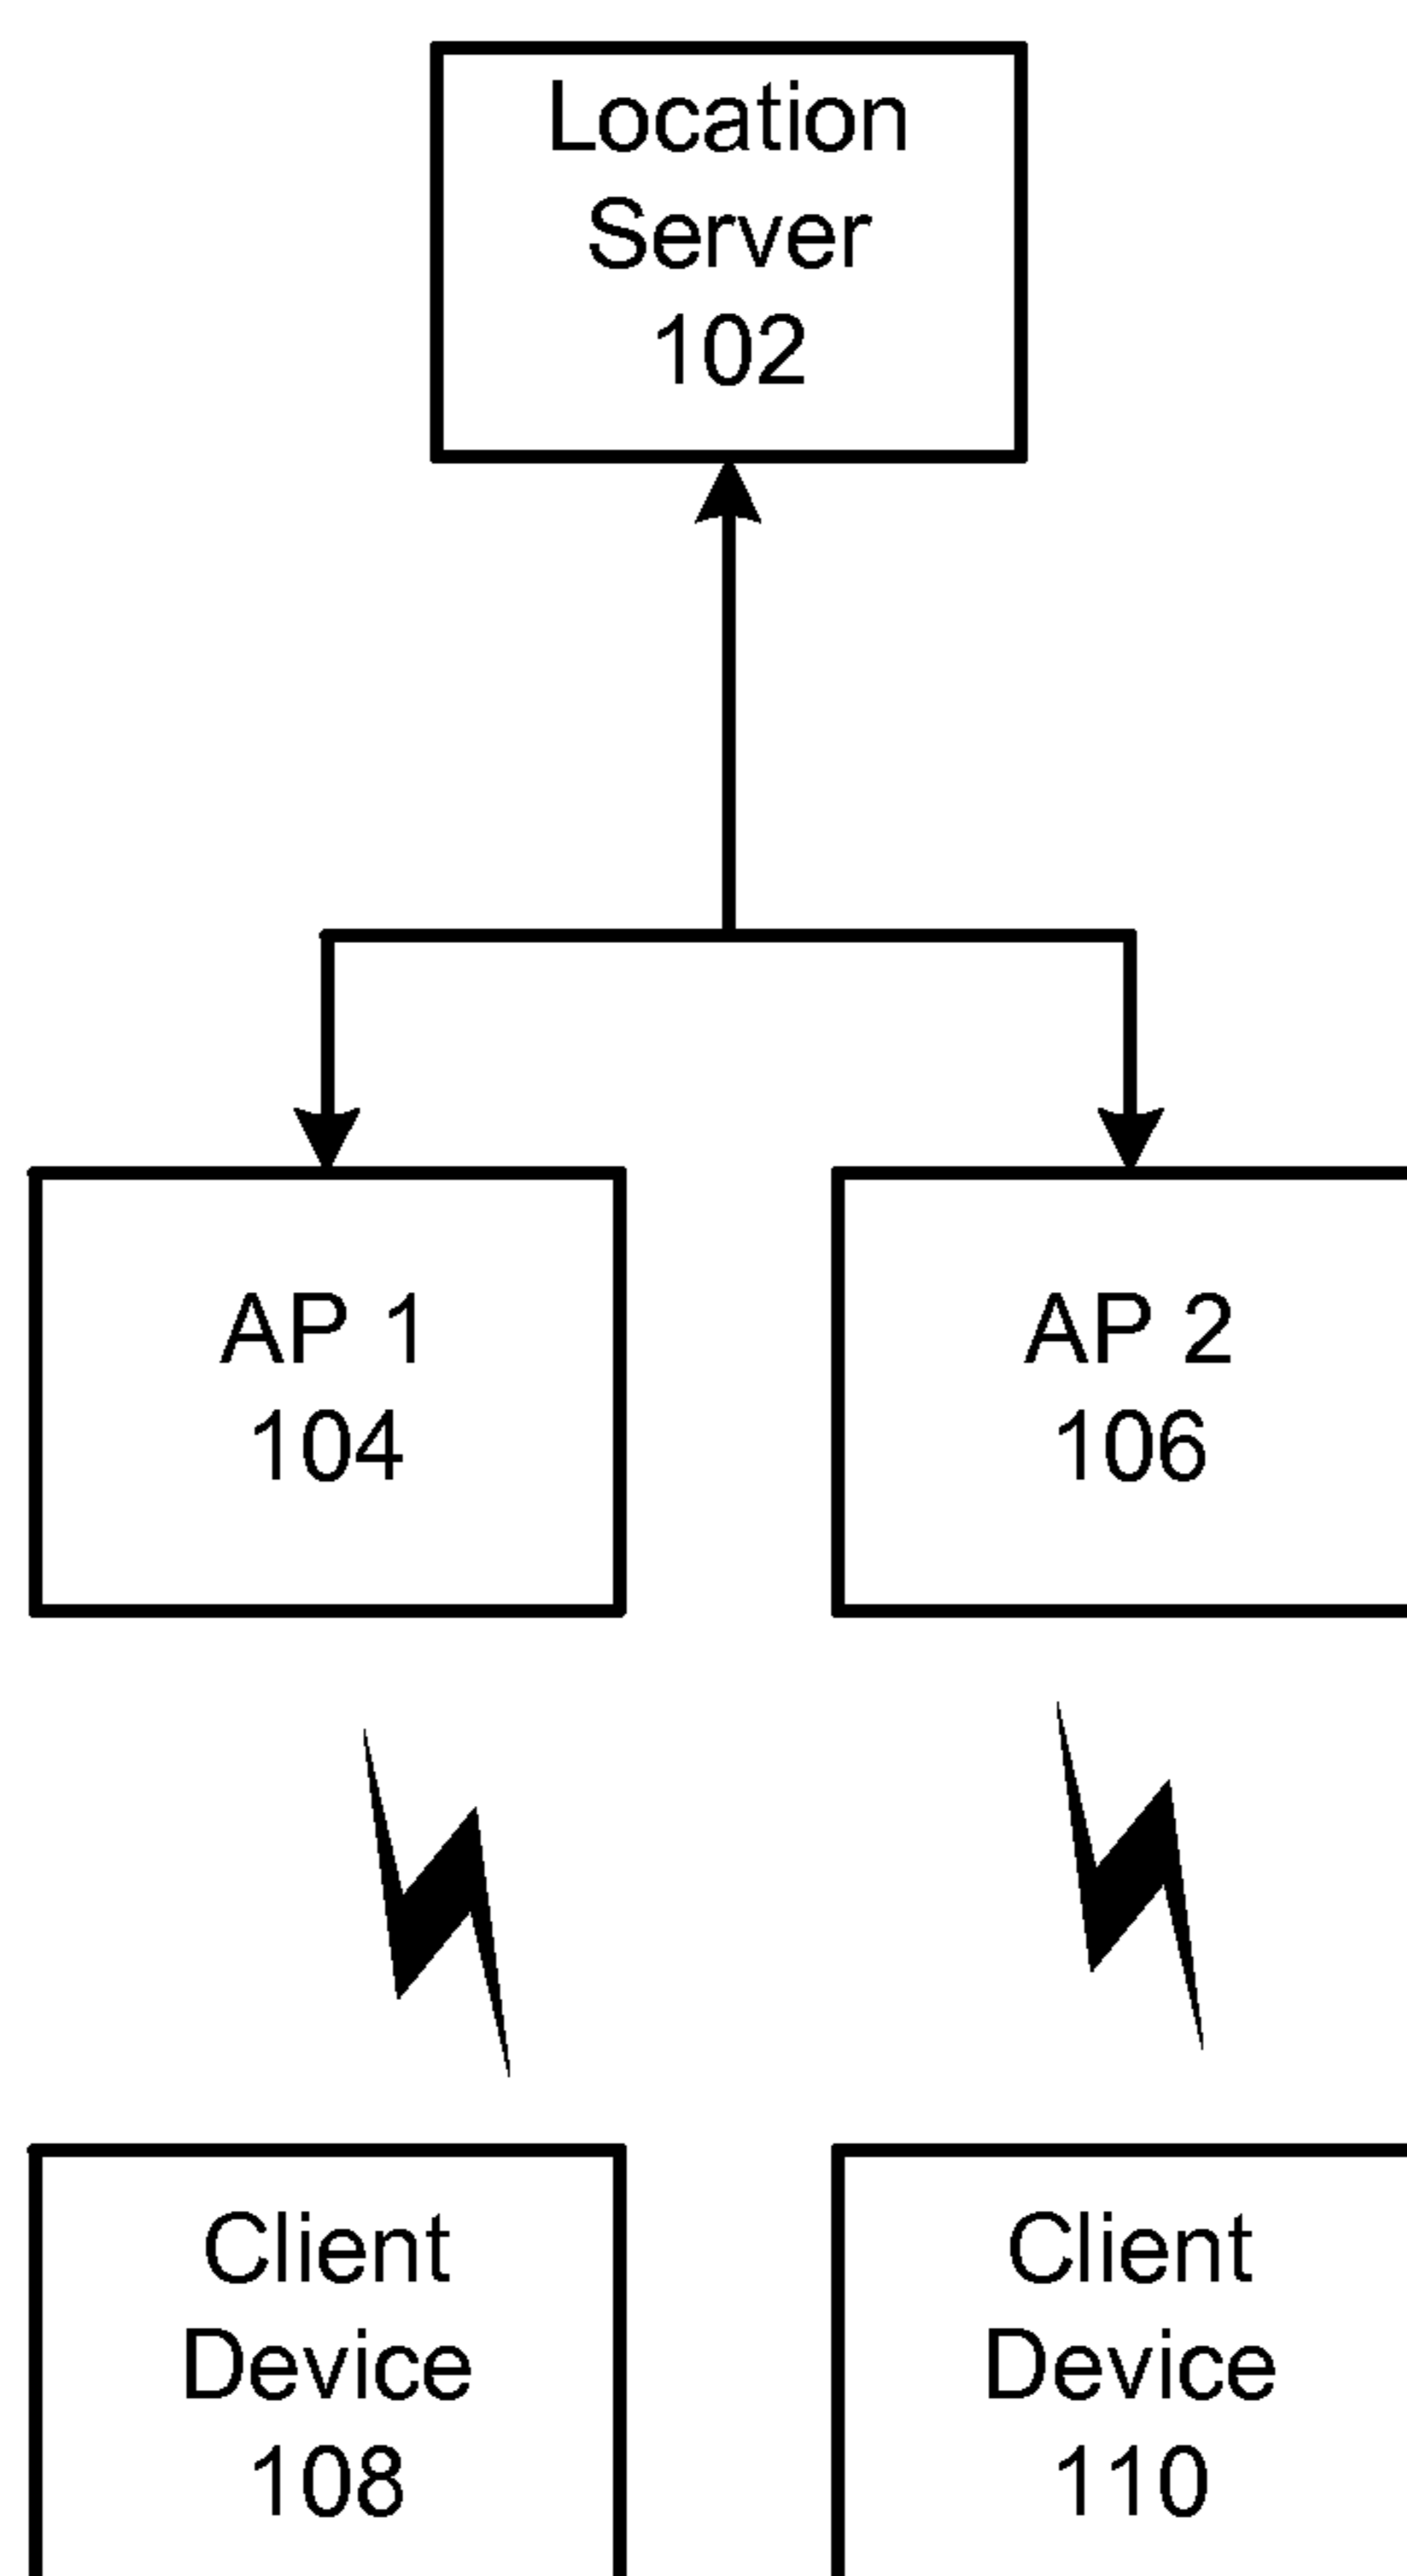 Location
Server
102
AP 1
104
AP 2
106
Client
Device
108
Client
Device
110